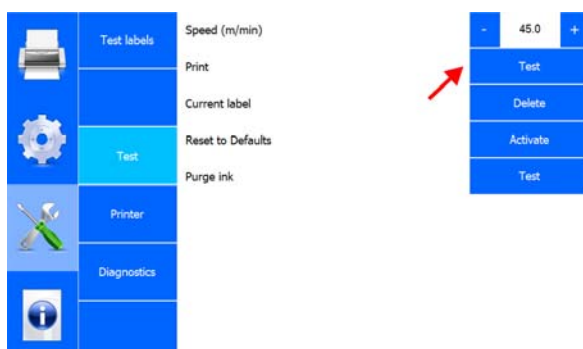 Test labels
Test
Printer
Diagnostics
Speed (m/min) - 45.0 +
Print Test
Current label Delete
Reset to Defaults Activate
Purge ink Test